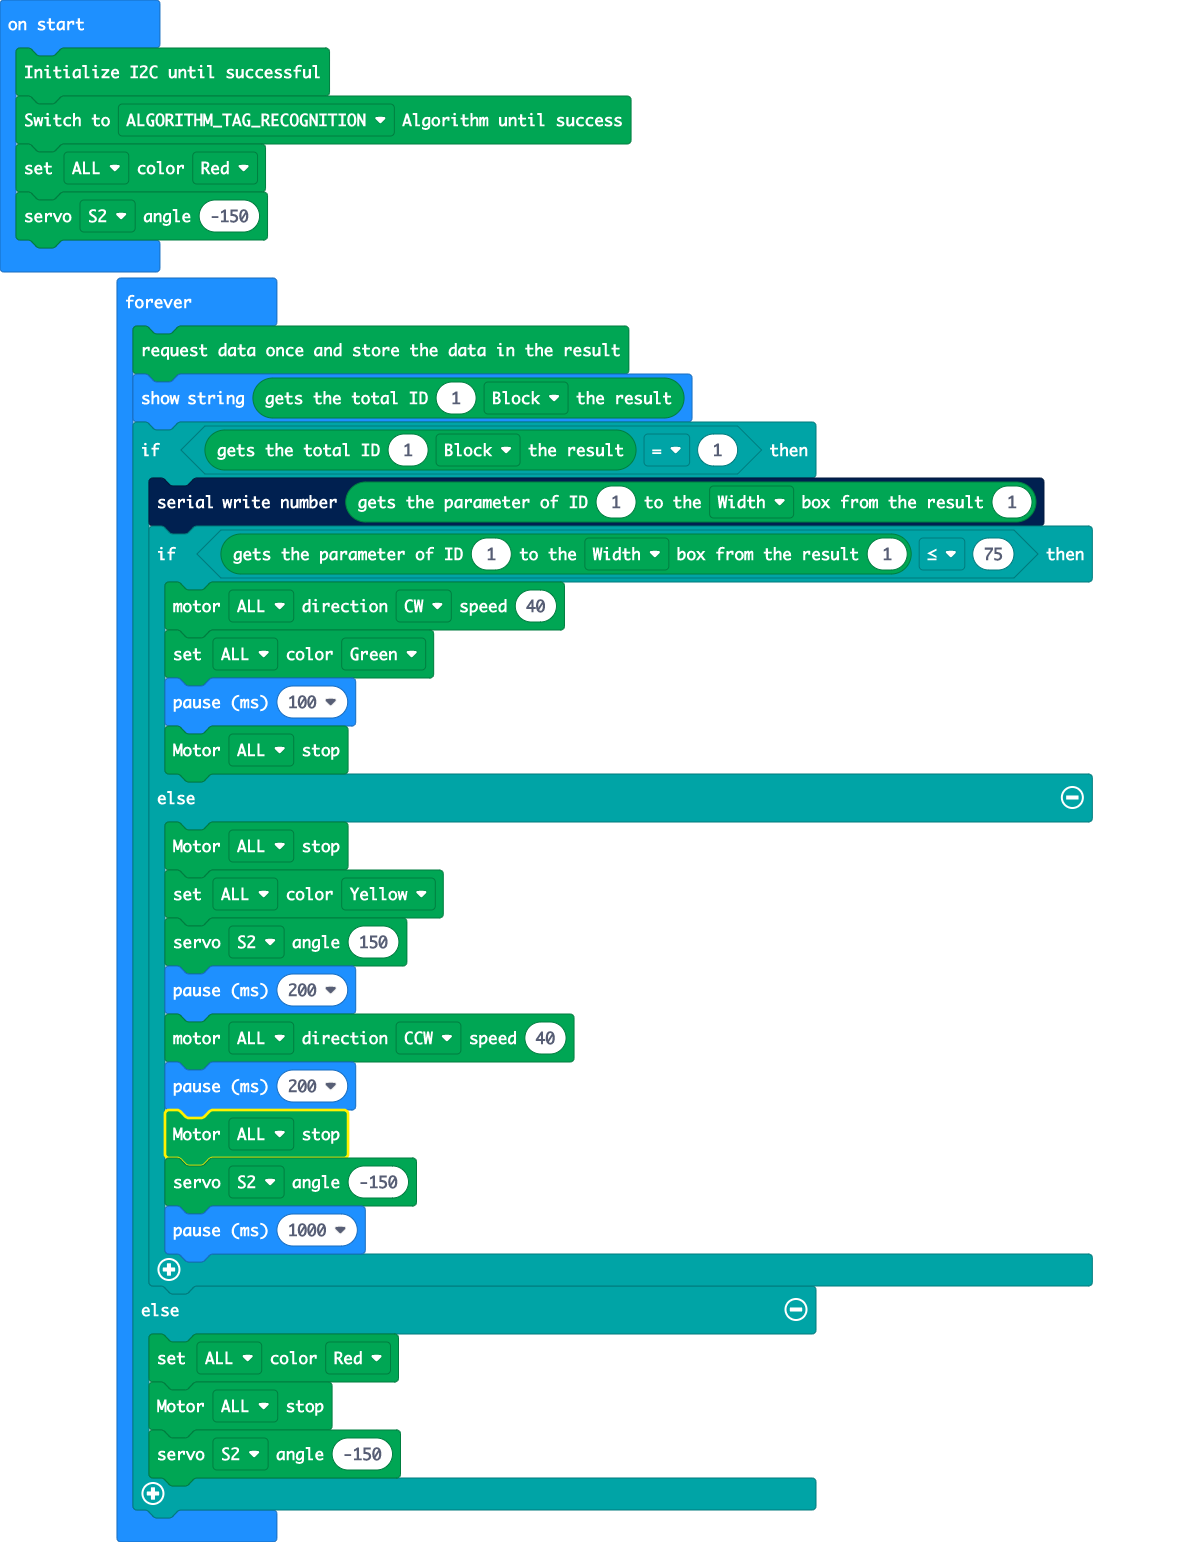 on start
Initialize I2C until successful
Switch to ALGORITHM_TAG_RECOGNITION Algorithm until success
set ALL color Red
servo S2 angle -150
forever
request data once and store the data in the result
show string gets the total ID 1 Block the result
if gets the total ID 1 Block the result = 1 then
serial write number gets the parameter of ID 1 to the Width box from the result 1
if gets the parameter of ID 1 to the Width box from the result 1 ≤ 75 then
motor ALL direction CW speed 40
set ALL color Green
pause (ms) 100
Motor ALL stop
else
Motor ALL stop
set ALL color Yellow
servo S2 angle 150
pause (ms) 200
motor ALL direction CCW speed 40
pause (ms) 200
Motor ALL stop
servo S2 angle -150
pause (ms) 1000
else
set ALL color Red
Motor ALL stop
servo S2 angle -150